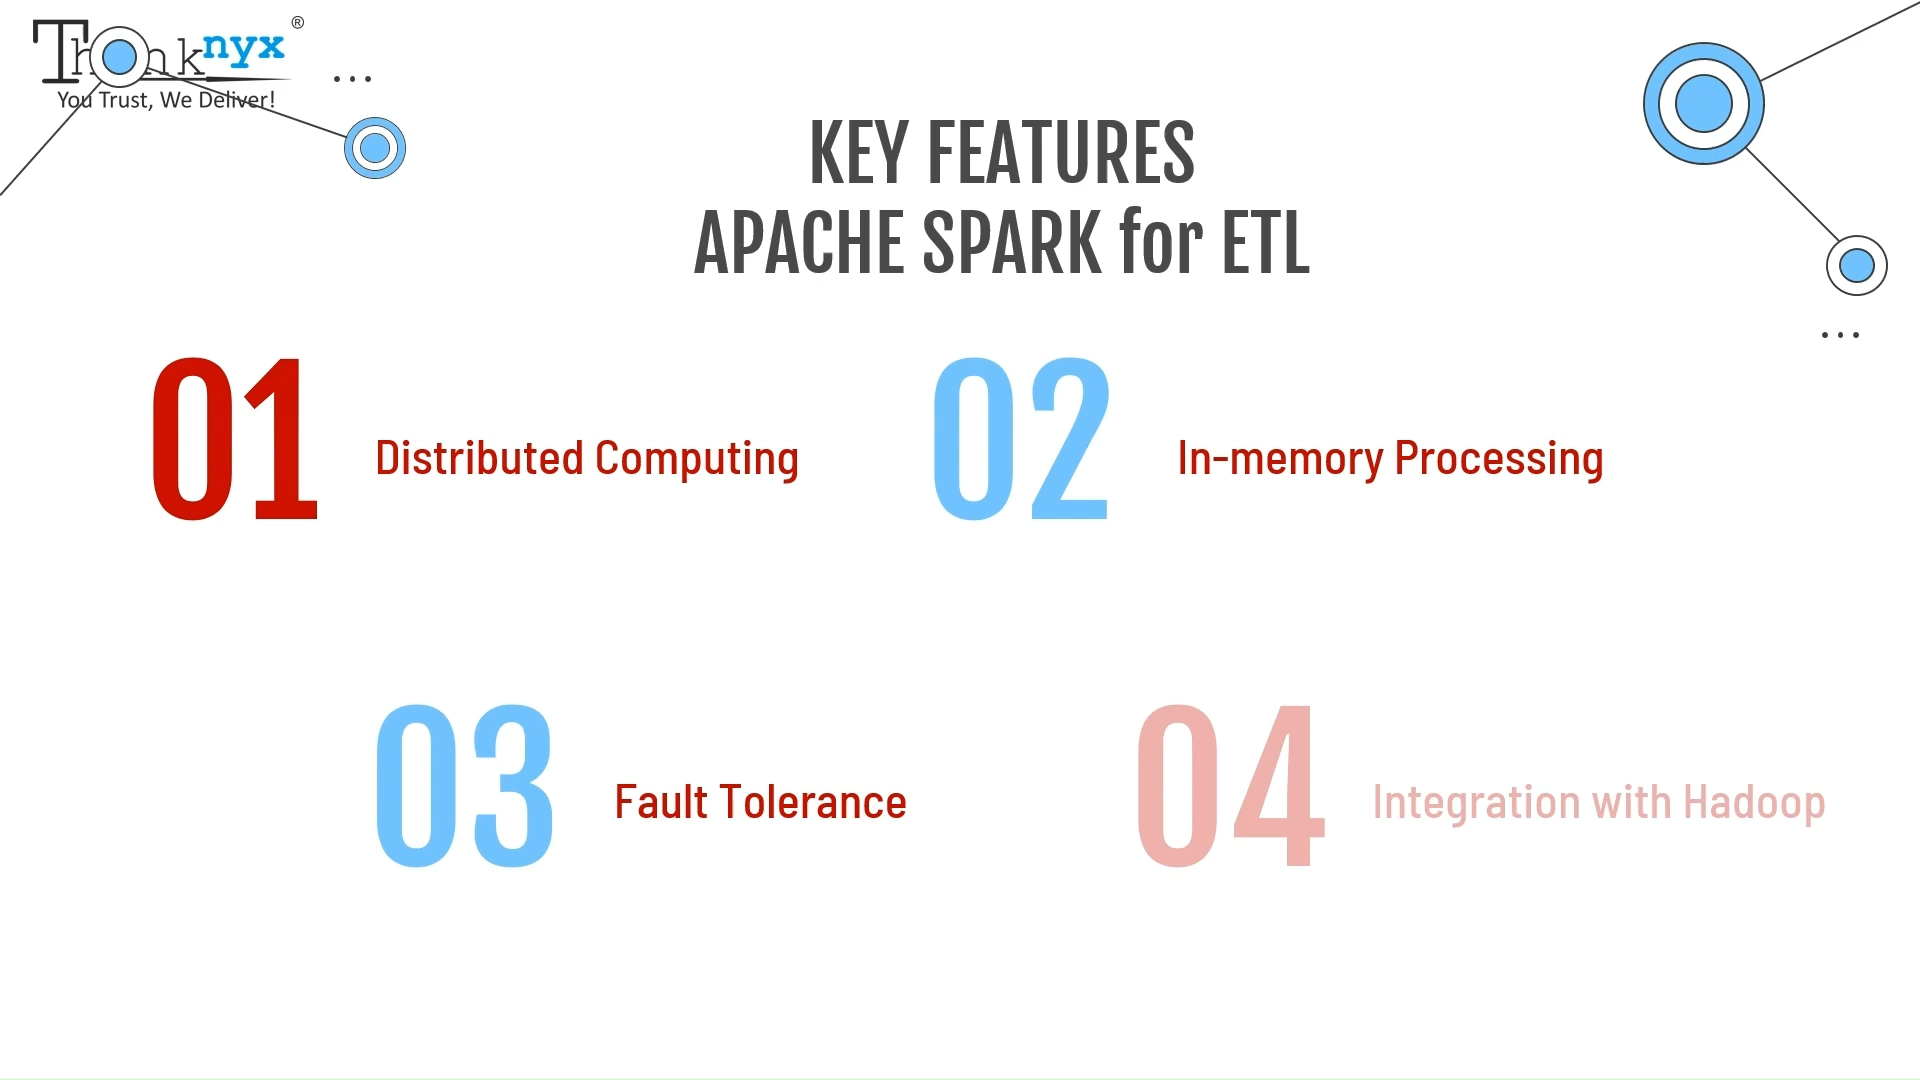 Thinknyx®
You Trust, We Deliver!
KEY FEATURES
APACHE SPARK for ETL
01 Distributed Computing
02 In-memory Processing
03 Fault Tolerance
04 Integration with Hadoop